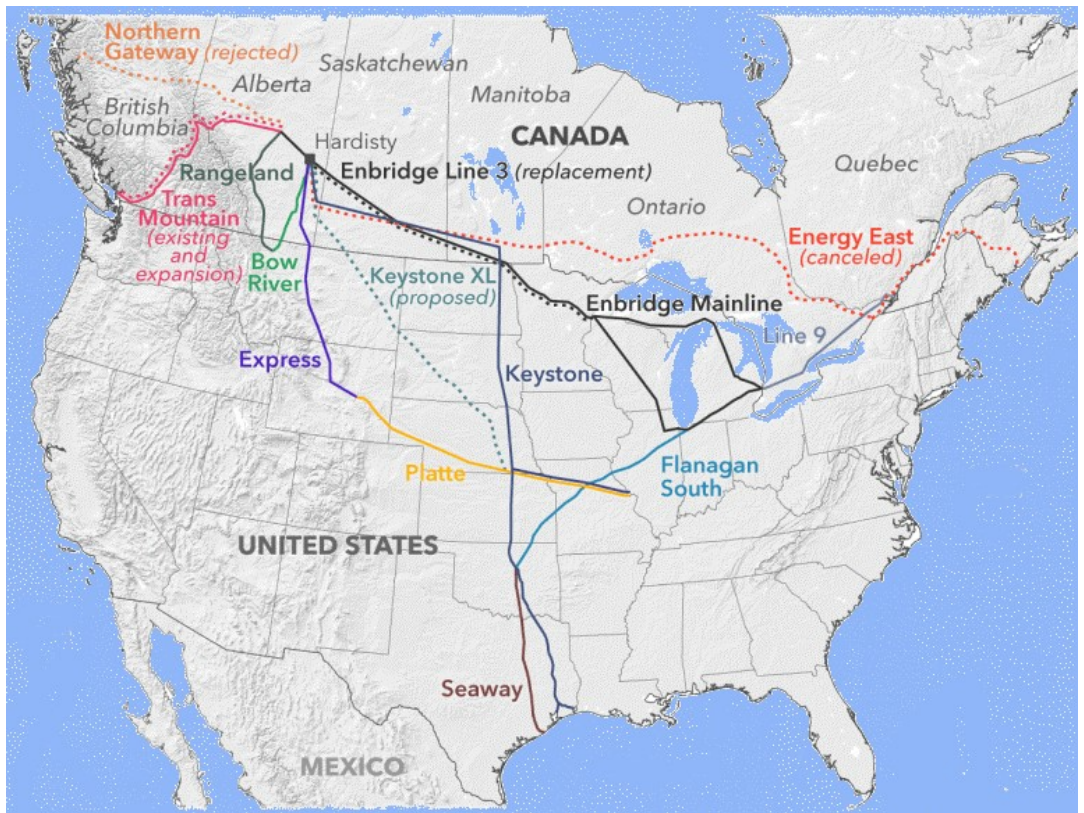 Northern
Gateway (rejected)
Saskatchewan
Alberta
Manitoba
British
Columbia
CANADA
Hardisty
Quebec
Rangeland
Enbridge Line 3 (replacement)
Ontario
Trans
Mountain
(existing
and
expansion)
Energy East
(canceled)
Bow
River
Keystone XL
(proposed)
Enbridge Mainline
Line 9
Express
Keystone
Platte
Flanagan
South
UNITED STATES
Seaway
MEXICO